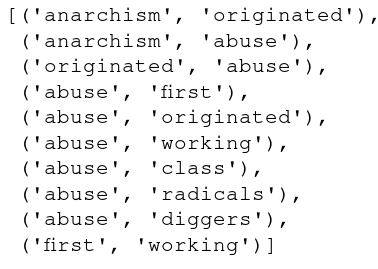 [('anarchism', 'originated'),
('anarchism', 'abuse'),
('originated', 'abuse'),
('abuse', 'first'),
('abuse', 'originated'),
('abuse', 'working'),
('abuse', 'class'),
('abuse', 'radicals'),
('abuse', 'diggers'),
('first', 'working')]